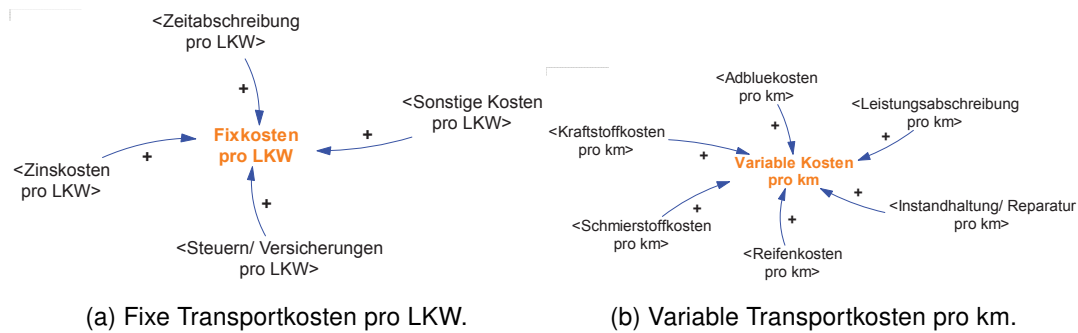 <Zeitabschreibung
pro LKW>
+
<Sonstige Kosten
pro LKW>
+
Fixkosten
pro LKW
+
<Zinskosten
pro LKW>
+
<Steuern/ Versicherungen
pro LKW>
(a) Fixe Transportkosten pro LKW.
<Adbluekosten
pro km>
+
<Leistungsabschreibung
pro km>
+
<Kraftstoffkosten
pro km>
+
Variable Kosten
pro km
+
<Instandhaltung/ Reparatur
pro km>
+
<Schmierstoffkosten
pro km>
+
<Reifenkosten
pro km>
(b) Variable Transportkosten pro km.